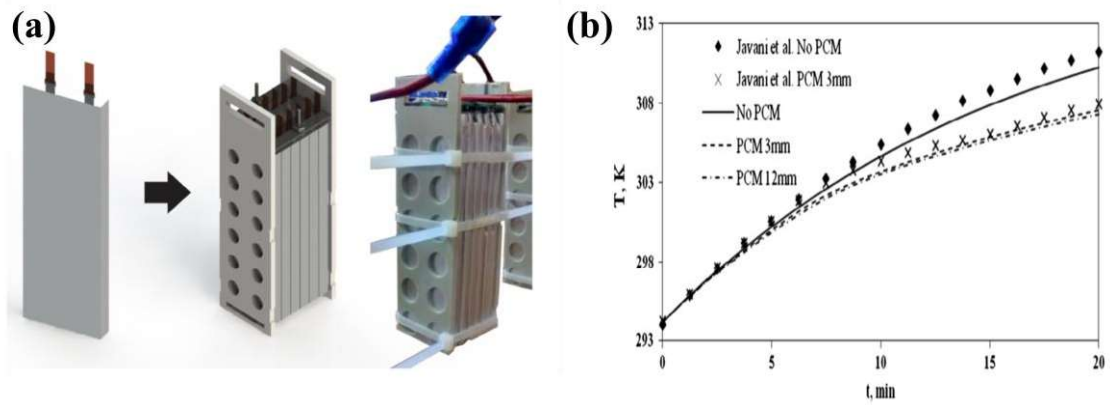 (a)
(b)
313
308
303
298
293
T, K
Javani et al. No PCM
Javani et al. PCM 3mm
No PCM
PCM 3mm
PCM 12mm
0
5
10
15
20
t, min